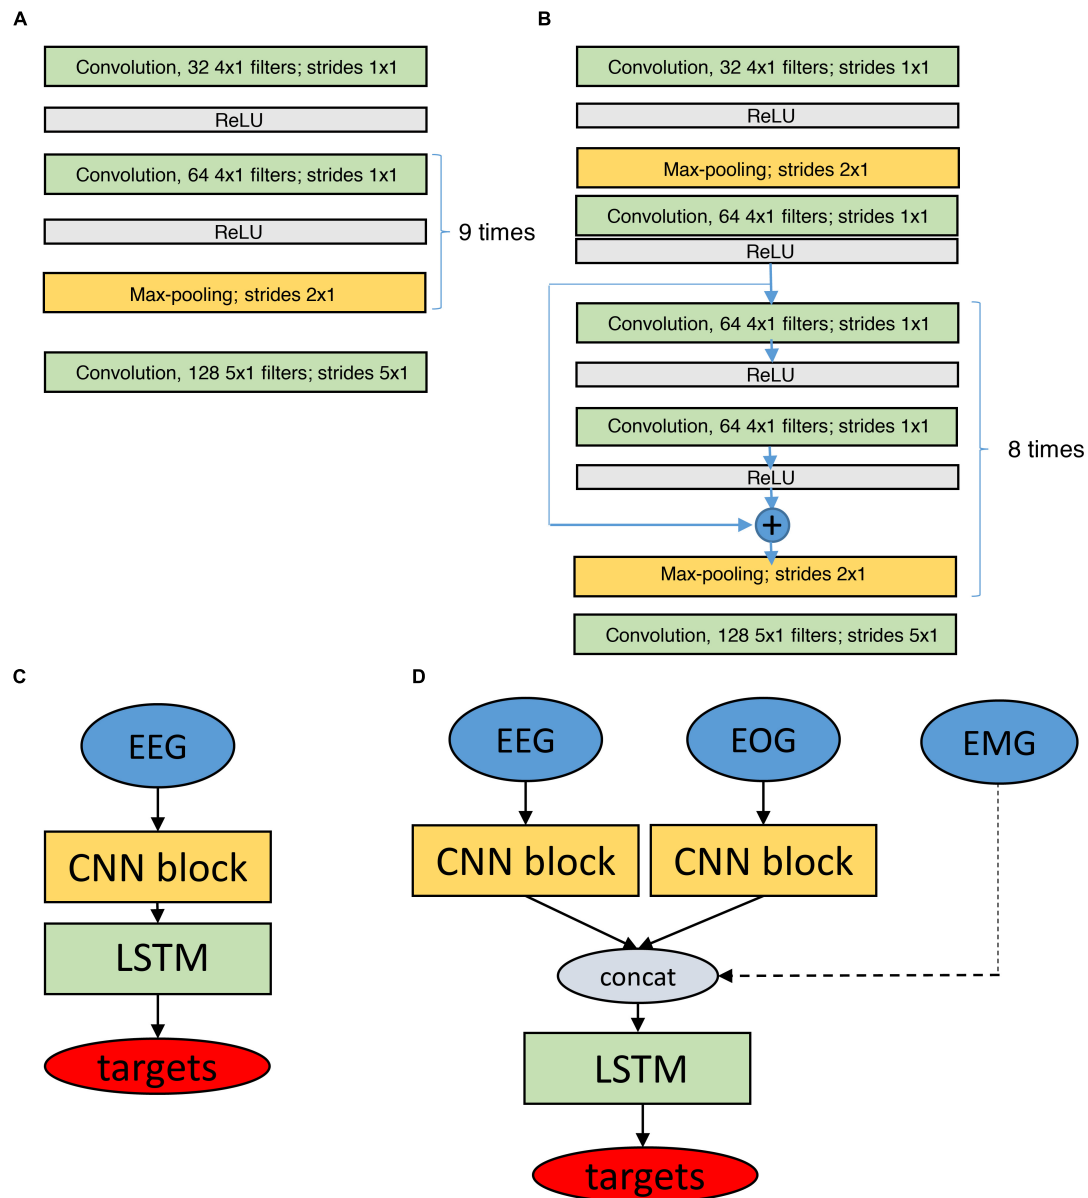 A
Convolution, 32 4x1 filters; strides 1x1
ReLU
Convolution, 64 4x1 filters; strides 1x1
ReLU
Max-pooling; strides 2x1
9 times
Convolution, 128 5x1 filters; strides 5x1
B
Convolution, 32 4x1 filters; strides 1x1
ReLU
Max-pooling; strides 2x1
Convolution, 64 4x1 filters; strides 1x1
ReLU
Convolution, 64 4x1 filters; strides 1x1
ReLU
Convolution, 64 4x1 filters; strides 1x1
ReLU
+
Max-pooling; strides 2x1
8 times
Convolution, 128 5x1 filters; strides 5x1
C
EEG
CNN block
LSTM
targets
D
EEG
EOG
EMG
CNN block
CNN block
concat
LSTM
targets